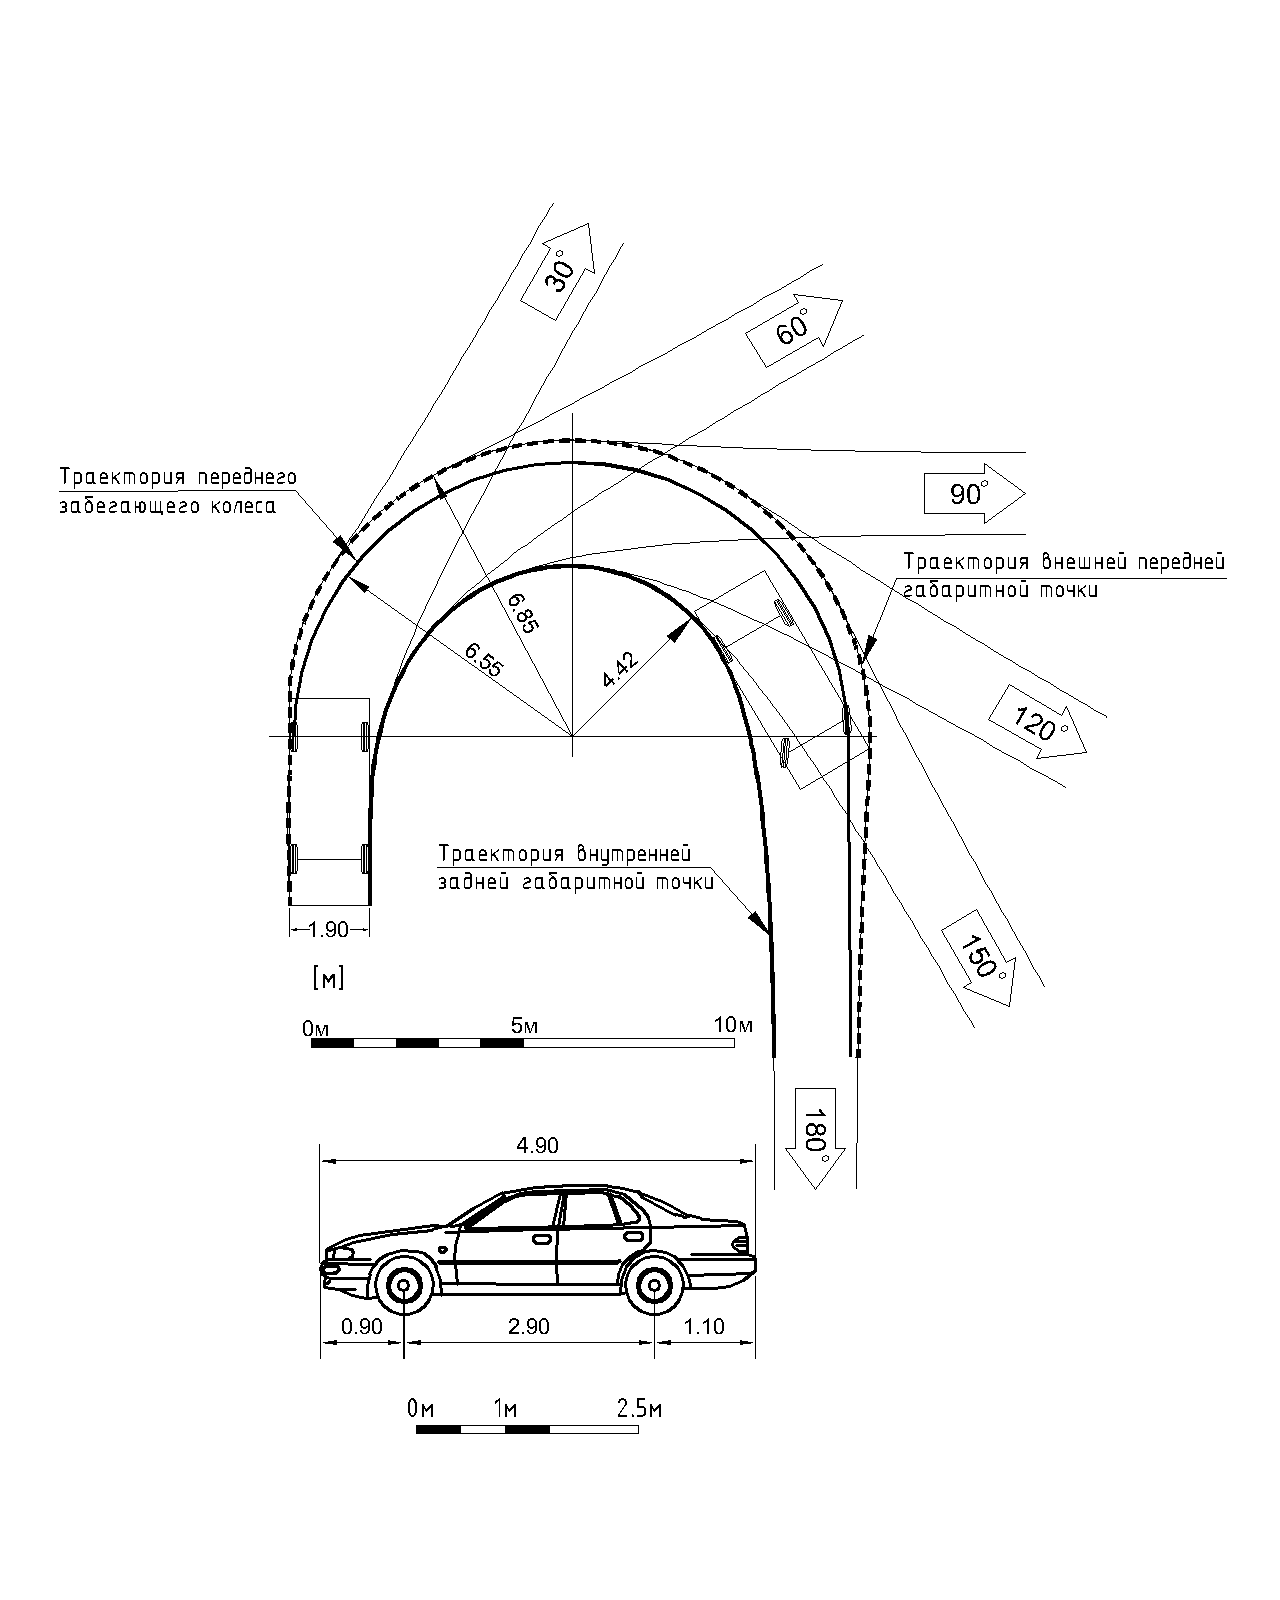 30°
60°
Траектория переднего
забегающего колеса
90°
Траектория внешней передней
габаритной точки
6.85
6.55
4.42
120°
Траектория внутренней
задней габаритной точки
150°
1.90
[м]
0м 5м 10м
180°
4.90
0.90 2.90 1.10
0м 1м 2.5м